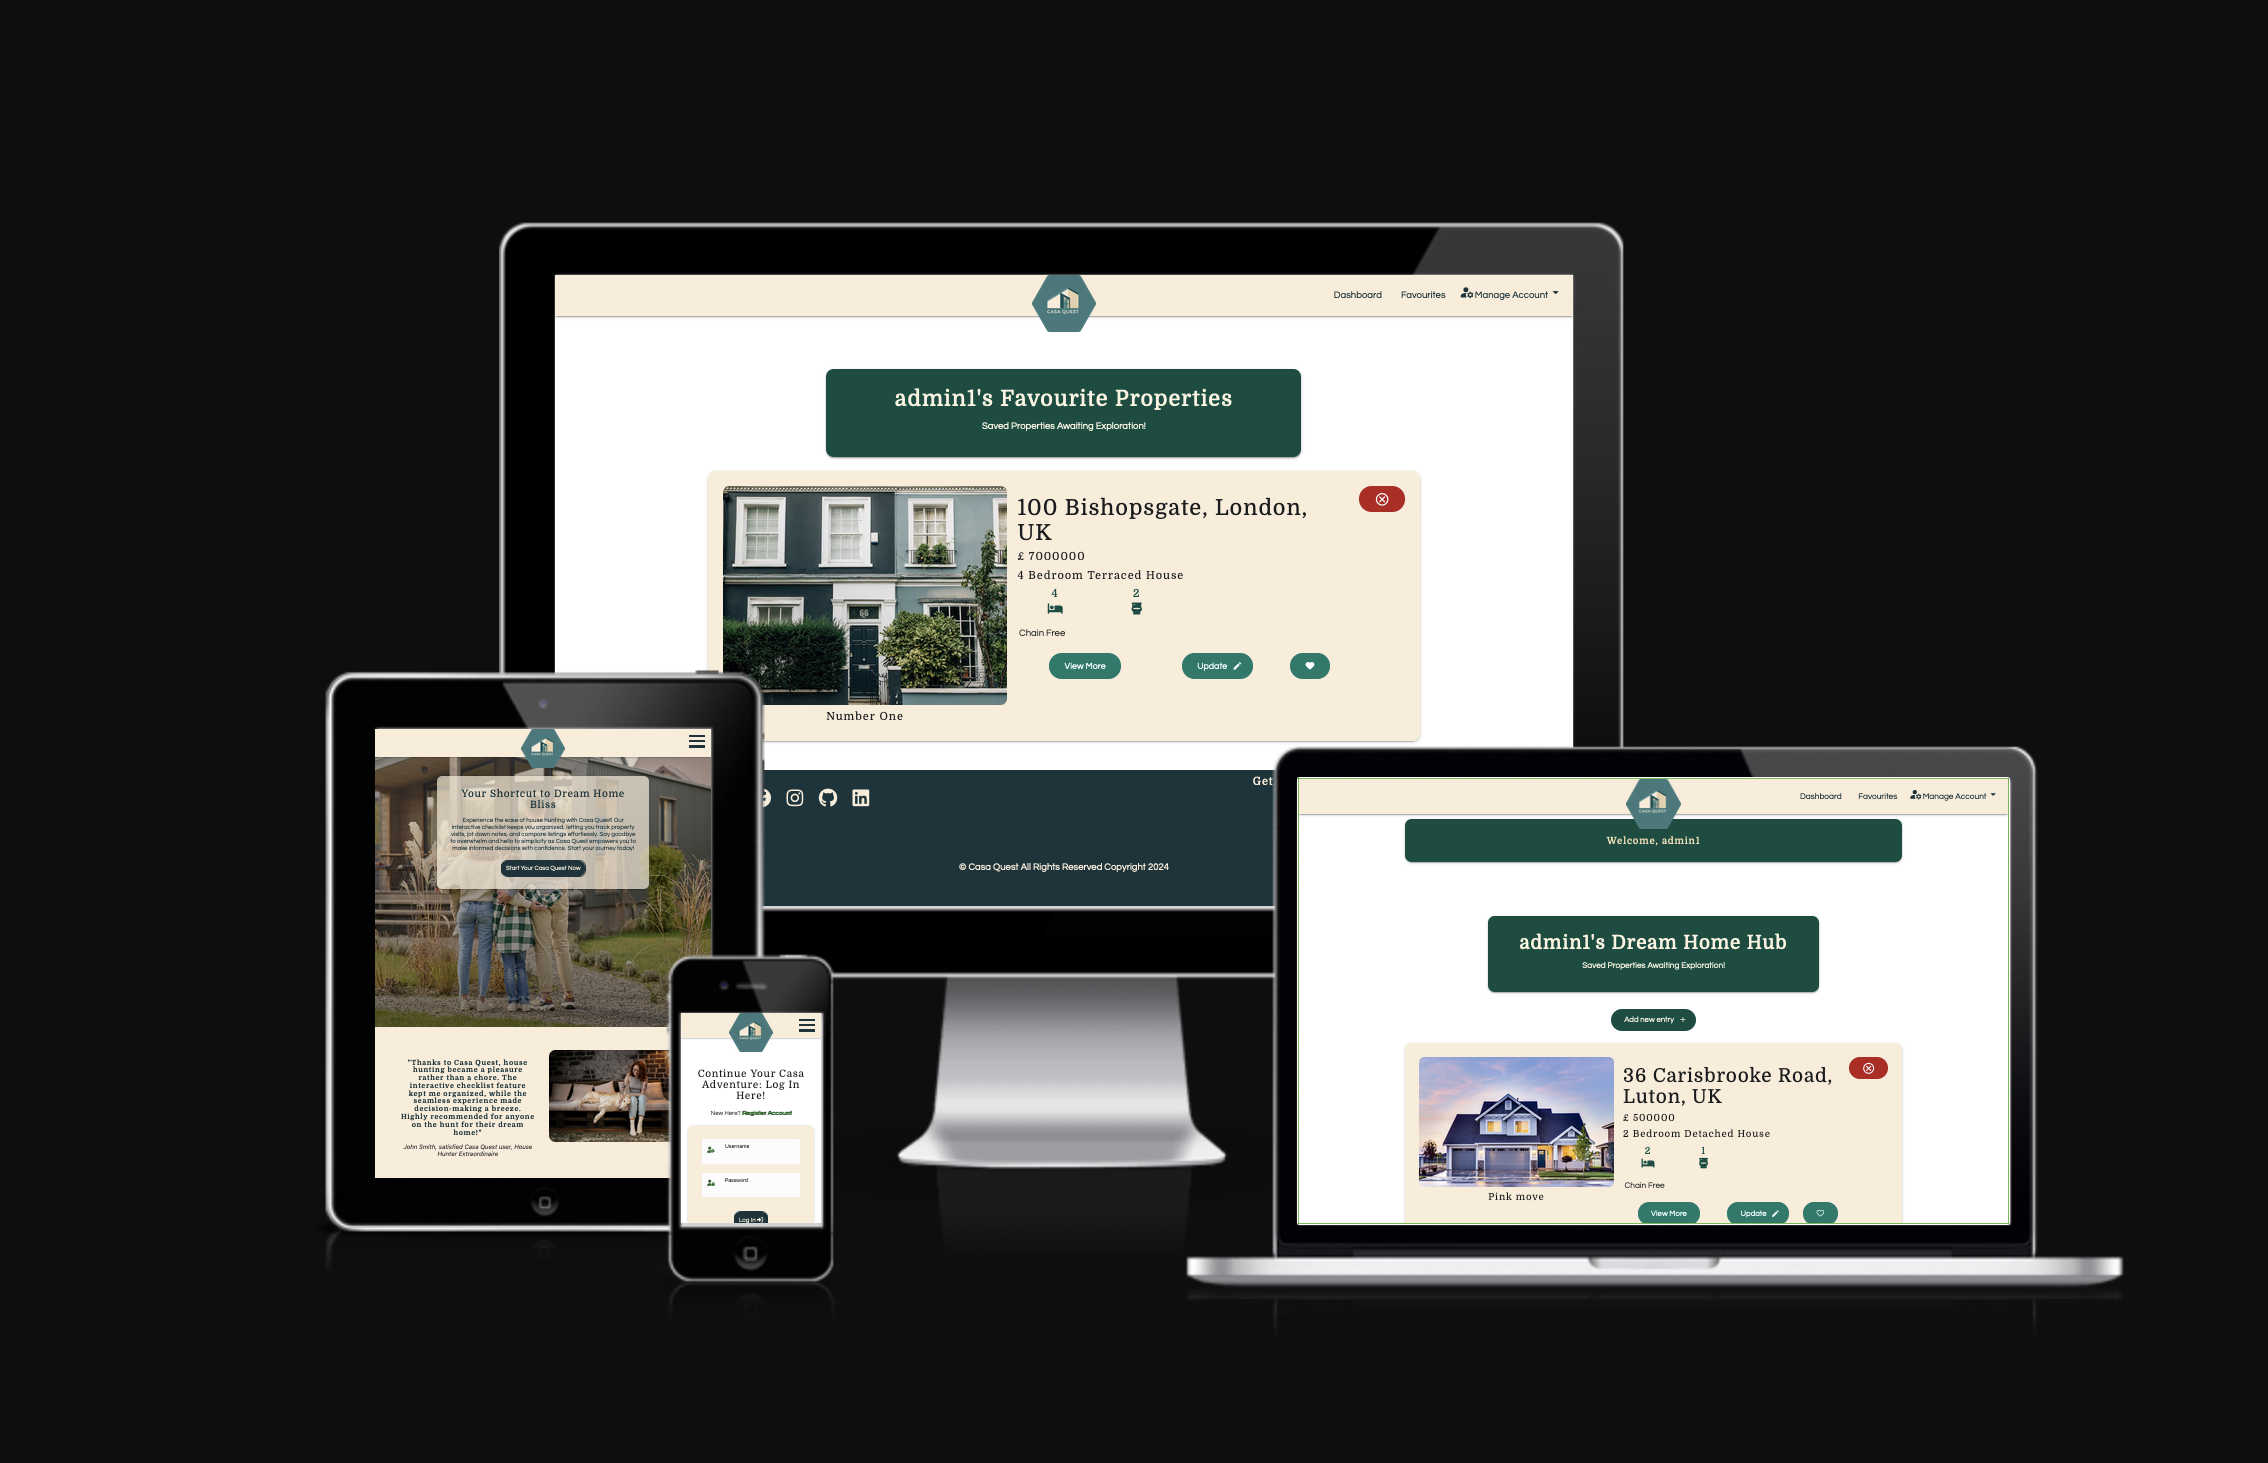 CASA QUEST
Dashboard
Favourites
Manage Account
admin1's Favourite Properties
Saved Properties Awaiting Exploration!
66
Number One
100 Bishopsgate, London,
UK
£ 7000000
4 Bedroom Terraced House
4 2
Chain Free
View More
Update
Get
© Casa Quest All Rights Reserved Copyright 2024
CASA QUEST
Your Shortcut to Dream Home
Bliss
Experience the ease of house hunting with Casa Quest! Our
interactive checklist keeps you organized, letting you track property
visits, jot down notes, and compare listings effortlessly. Say goodbye
to overwhelm and hello to simplicity as Casa Quest empowers you to
make informed decisions with confidence. Start your journey today!
Start Your Casa Quest Now
"Thanks to Casa Quest, house
hunting became a pleasure
rather than a chore. The
interactive checklist feature
kept me organized, while the
seamless experience made
decision-making a breeze.
Highly recommended for anyone
on the hunt for their dream
home!"
John Smith, satisfied Casa Quest user, House
Hunter Extraordinaire
CASA QUEST
Continue Your Casa
Adventure: Log In
Here!
New Here? Register Account
Username
Password
Log In
CASA QUEST
Dashboard
Favourites
Manage Account
Welcome, admin1
admin1's Dream Home Hub
Saved Properties Awaiting Exploration!
Add new entry +
Pink move
36 Carisbrooke Road,
Luton, UK
£ 500000
2 Bedroom Detached House
2 1
Chain Free
View More
Update